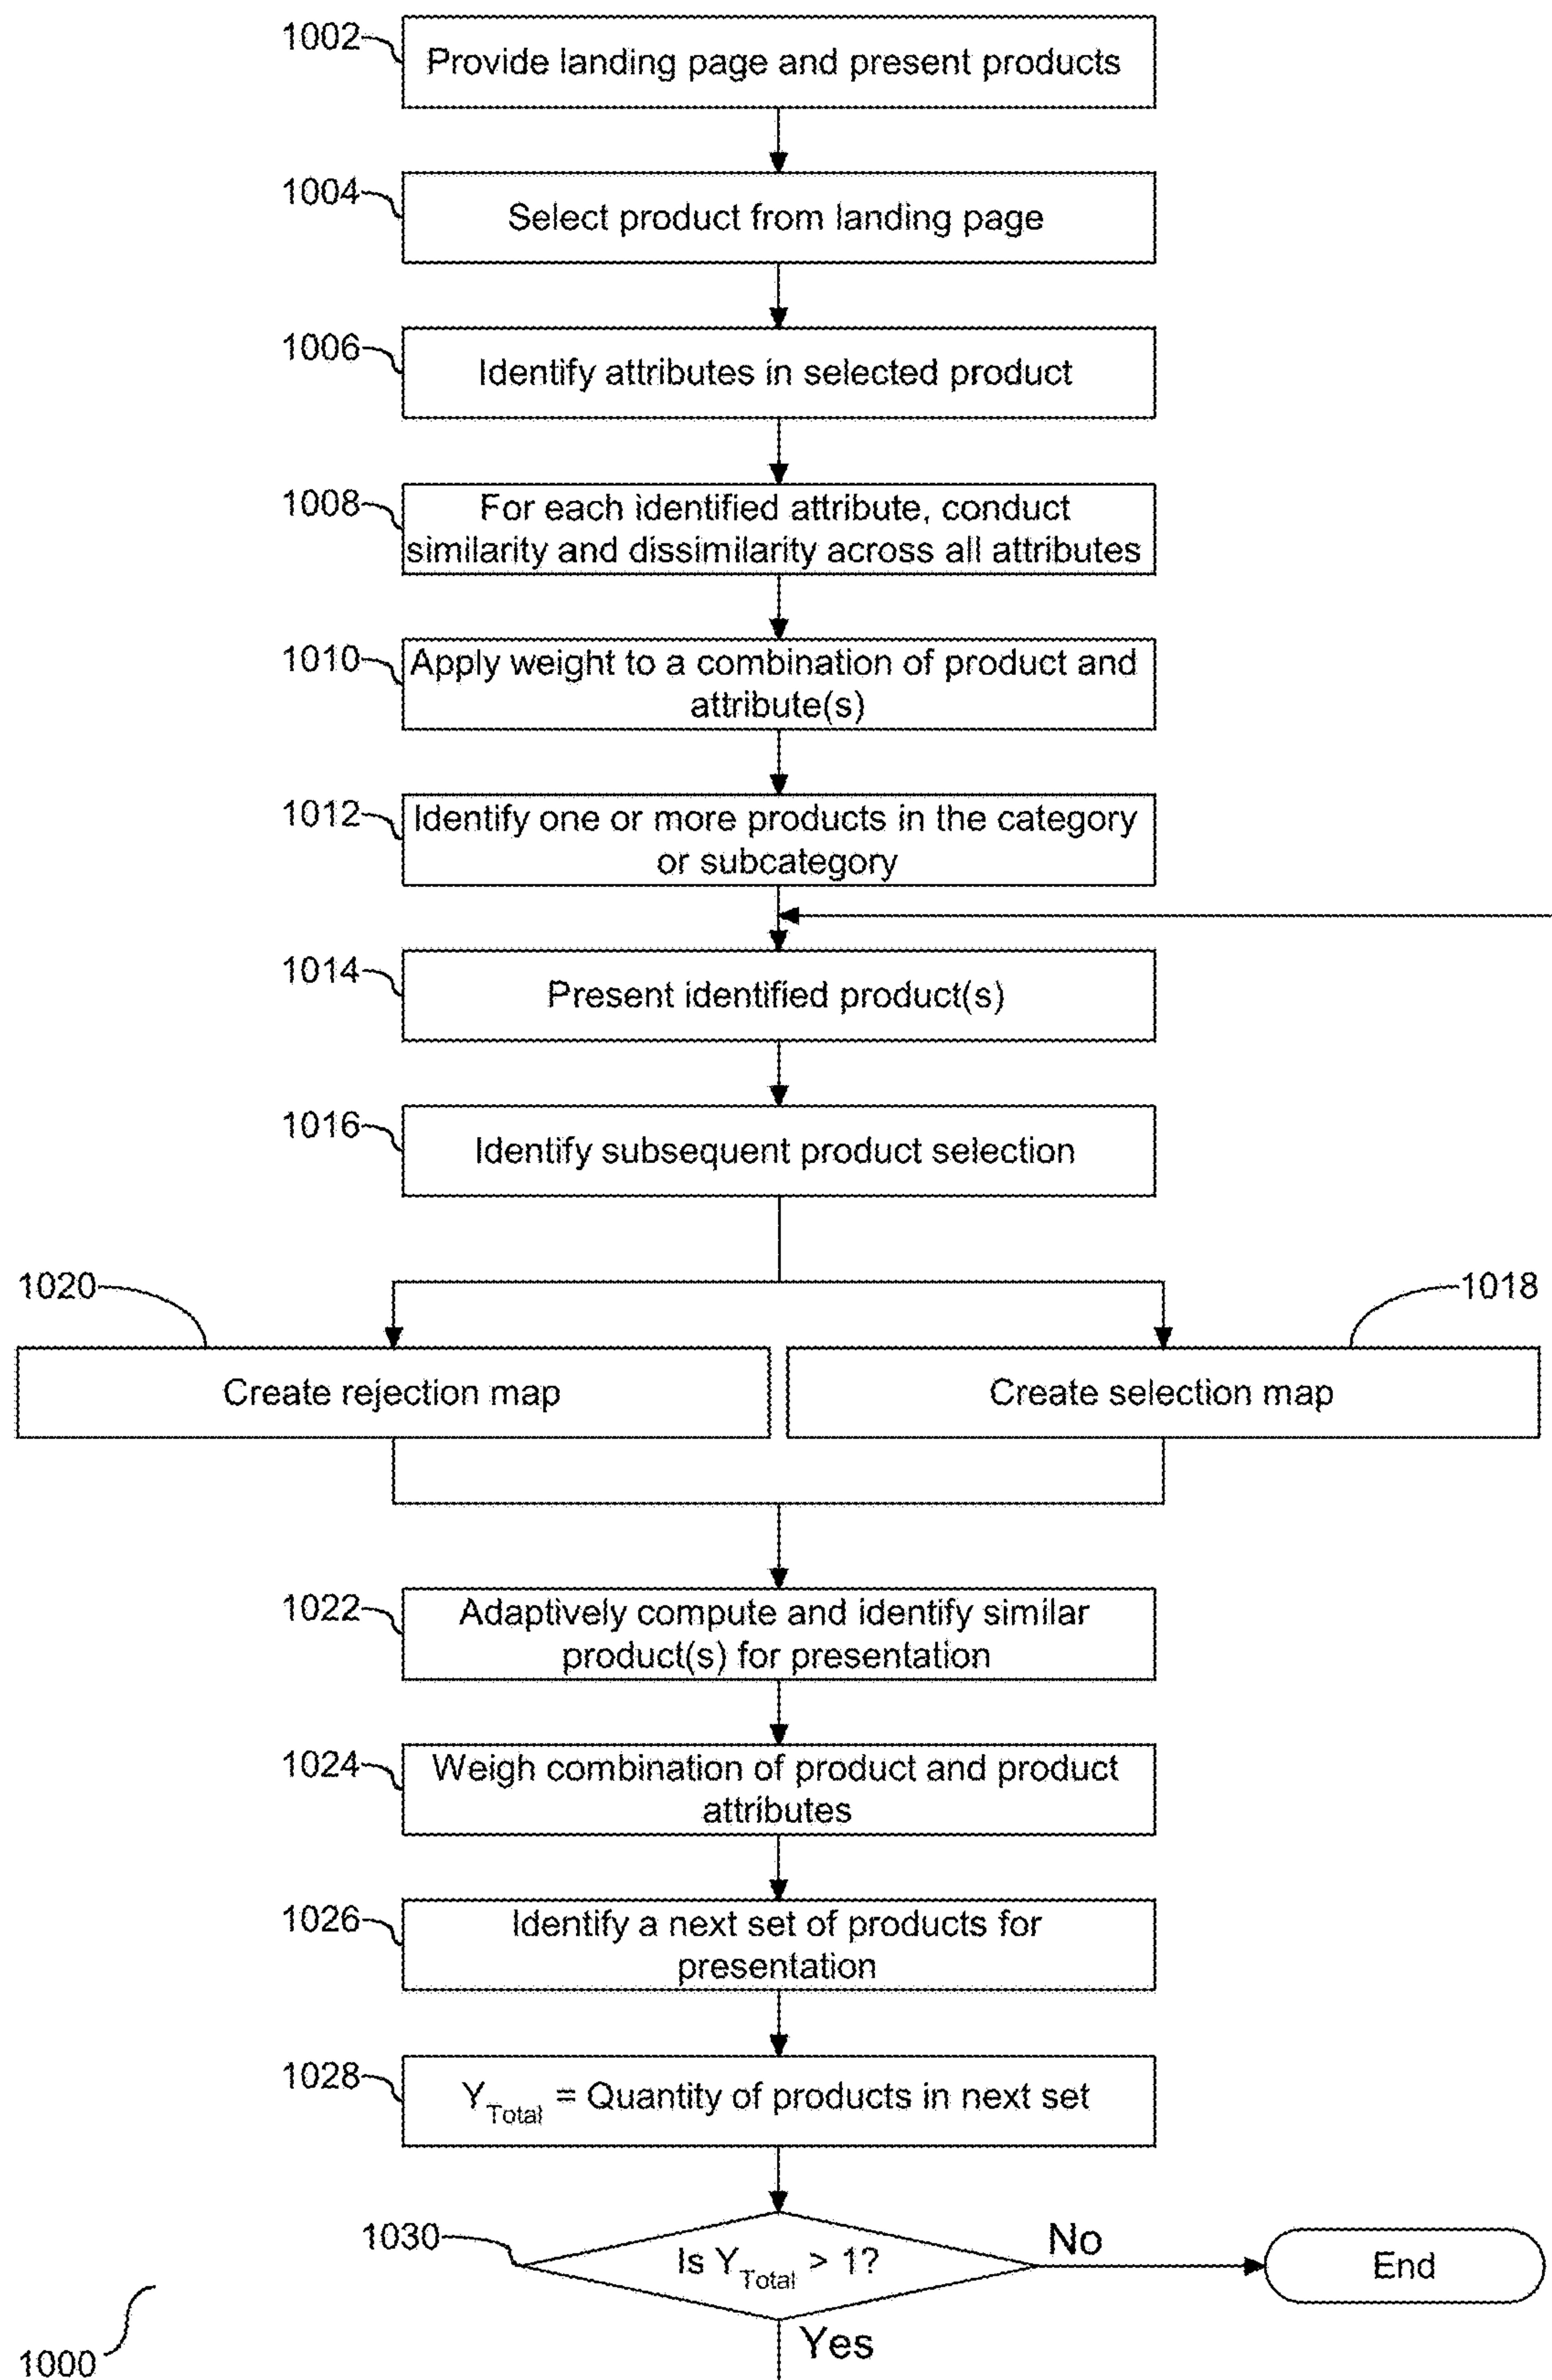 1002
Provide landing page and present products
1004
Select product from landing page
1006
Identify attributes in selected product
1008
For each identified attribute, conduct
similarity and dissimilarity across all attributes
1010
Apply weight to a combination of product and
attribute(s)
1012
Identify one or more products in the category
or subcategory
1014
Present identified product(s)
1016
Identify subsequent product selection
1020
1018
Create rejection map
Create selection map
1022
Adaptively compute and identify similar
product(s) for presentation
1024
Weigh combination of product and product
attributes
1026
Identify a next set of products for
presentation
1028
Y_Total = Quantity of products in next set
1030
Is Y_Total > 1?
No
End
Yes
1000